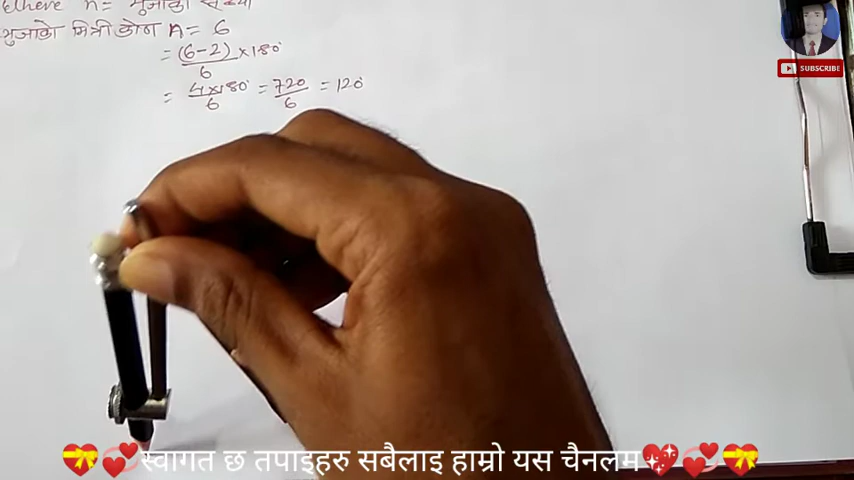 Where n = भुजाको संख्या
भुजाको भित्री कोण n = 6
= (6-2)/6 × 180°
= 4×180°/6 = 720/6 = 120°
SUBSCRIBE
स्वागत छ तपाइहरु सबैलाइ हाम्रो यस चैनलम